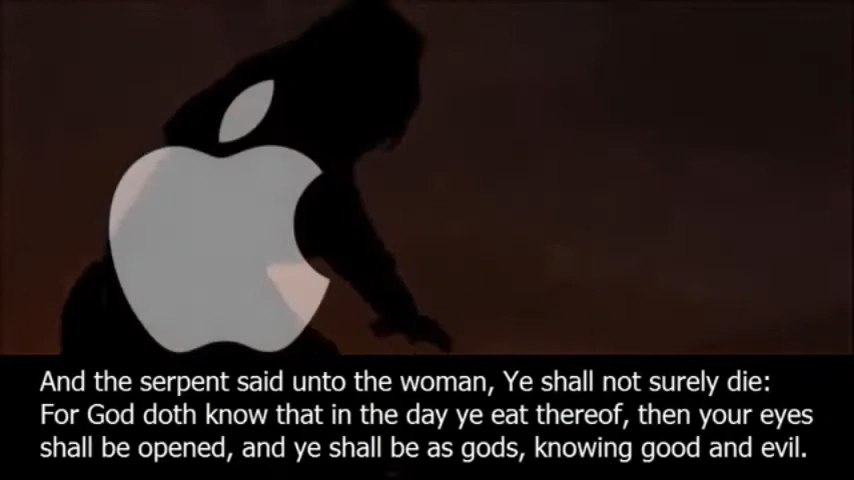 And the serpent said unto the woman, Ye shall not surely die:
For God doth know that in the day ye eat thereof, then your eyes
shall be opened, and ye shall be as gods, knowing good and evil.